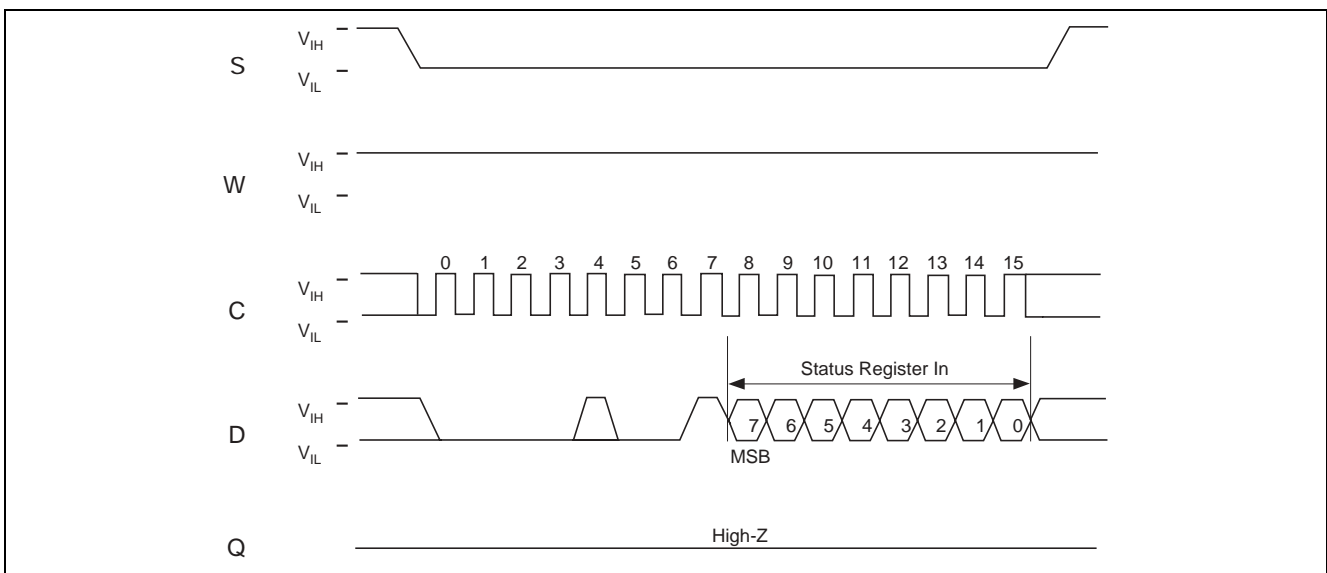 S
V_IH
V_IL
W
V_IH
V_IL
C
V_IH
V_IL
0 1 2 3 4 5 6 7 8 9 10 11 12 13 14 15
Status Register In
D
V_IH
V_IL
7 6 5 4 3 2 1 0
MSB
Q
High-Z